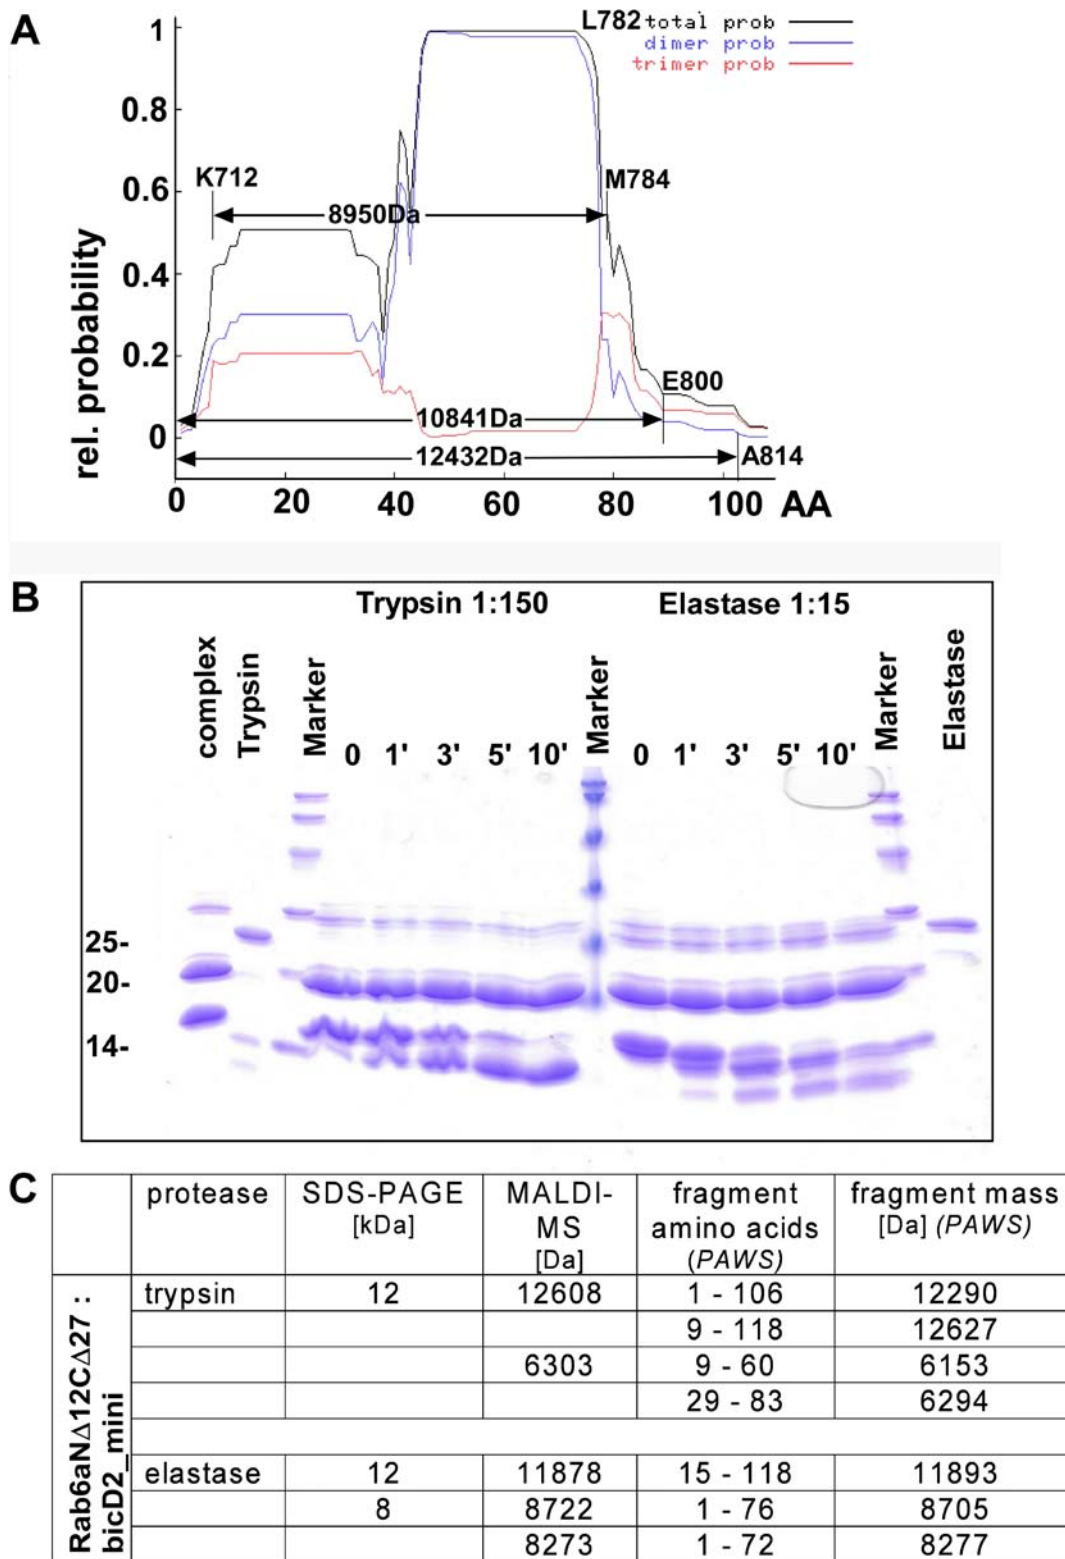 A
1
L782 total prob
dimer prob
trimer prob
0.8
K712
0.6
M784
8950Da
rel. probability
0.4
0.2
E800
10841Da
0
12432Da
A814
0 20 40 60 80 100 AA
B
Trypsin 1:150 Elastase 1:15
complex Trypsin Marker 0 1' 3' 5' 10' Marker 0 1' 3' 5' 10' Marker Elastase
25-
20-
14-
C
protease SDS-PAGE MALDI- fragment fragment mass
[kDa] MS amino acids [Da] (PAWS)
[Da] (PAWS)
Rab6aNΔ12CΔ27 ::
bicD2_mini
trypsin 12 12608 1 - 106 12290
9 - 118 12627
6303 9 - 60 6153
29 - 83 6294
elastase 12 11878 15 - 118 11893
8 8722 1 - 76 8705
8273 1 - 72 8277